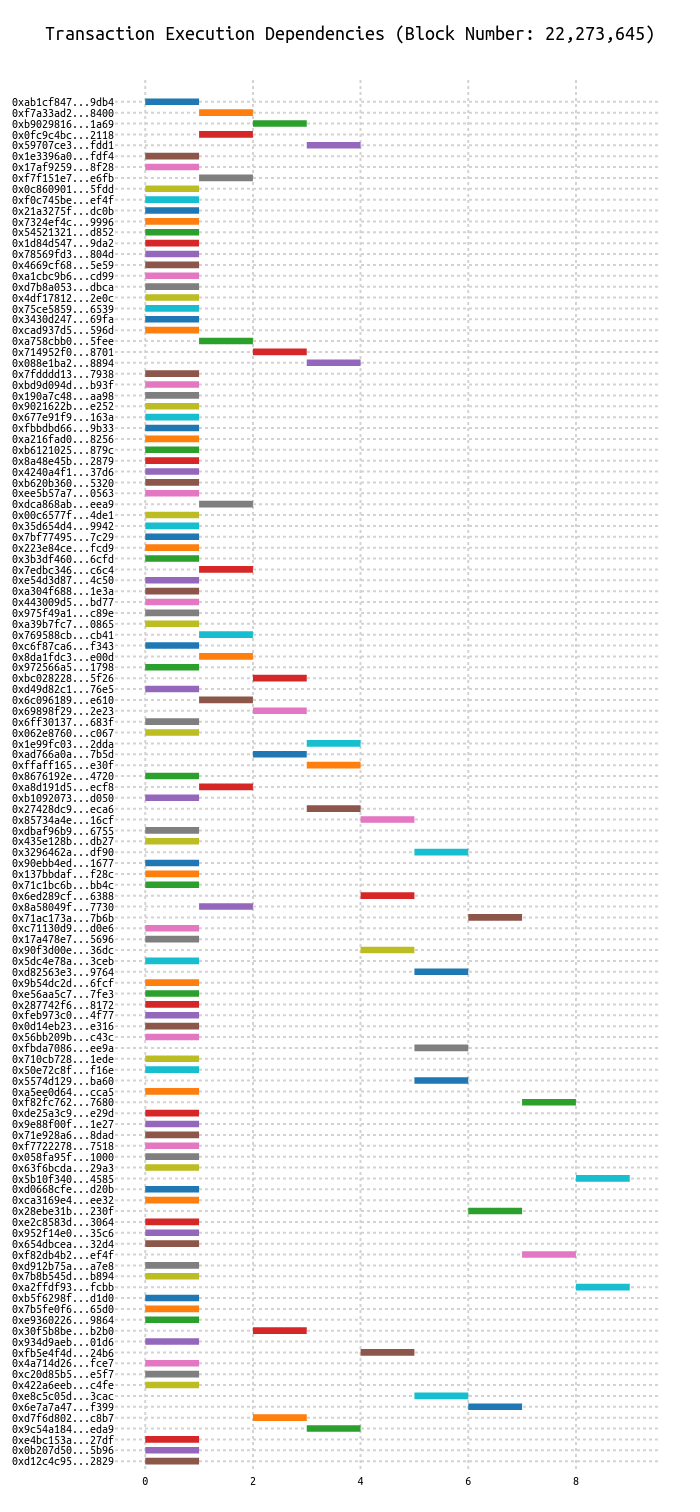 Transaction Execution Dependencies (Block Number: 22,273,645)
0xab1cf847...9db4
0xf7a33ad2...8400
0xb9029816...1a69
0x0fc9c4bc...2118
0x59707ce3...fdd1
0x1e3396a0...fdf4
0x17af9259...8f28
0xf7f151e7...e6fb
0x0c860901...5fdd
0xf0c745be...ef4f
0x21a3275f...dc0b
0x7324ef4c...9996
0x54521321...d852
0x1d84d547...9da2
0x78569fd3...804d
0x4669cf68...5e59
0xa1cbc9b6...cd99
0xd7b8a053...dbca
0x4df17812...2e0c
0x75ce5859...6539
0x3430d247...69fa
0xcad937d5...596d
0xa758cbb0...5fee
0x714952f0...8701
0x088e1ba2...8894
0x7fdddd13...7938
0xbd9d094d...b93f
0x190a7c48...aa98
0x9021622b...e252
0x677e91f9...163a
0xfbbdbd66...9b33
0xa216fad0...8256
0xb6121025...879c
0x8a48e45b...2879
0x4240a4f1...37d6
0xb620b360...5320
0xee5b57a7...0563
0xdca868ab...eea9
0x00c6577f...4de1
0x35d654d4...9942
0x7bf77495...7c29
0x223e84ce...fcd9
0x3b3df460...6cfd
0x7edbc346...c6c4
0xe54d3d87...4c50
0xa304f688...1e3a
0x443009d5...bd77
0x975f49a1...c89e
0xa39b7fc7...0865
0x769588cb...cb41
0xc6f87ca6...f343
0x8da1fdc3...e00d
0x972566a5...1798
0xbc028228...5f26
0xd49d82c1...76e5
0x6c096189...e610
0x69898f29...2e23
0x6ff30137...683f
0x062e8760...c067
0x1e99fc03...2dda
0xad766a0a...7b5d
0xffaff165...e30f
0x8676192e...4720
0xa8d191d5...ecf8
0xb1092073...d050
0x27428dc9...eca6
0x85734a4e...16cf
0xdbaf96b9...6755
0x435e128b...db27
0x3296462a...df90
0x90ebb4ed...1677
0x137bbdaf...f28c
0x71c1bc6b...bb4c
0x6ed289cf...6388
0x8a58049f...7730
0x71ac173a...7b6b
0xc71130d9...d0e6
0x17a478e7...5696
0x90f3d00e...36dc
0x5dc4e78a...3ceb
0xd82563e3...9764
0x9b54dc2d...6fcf
0xe56aa5c7...7fe3
0x287742f6...8172
0xfeb973c0...4f77
0x0d14eb23...e316
0x56bb209b...c43c
0xfbda7086...ee9a
0x710cb728...1ede
0x50e72c8f...f16e
0x5574d129...ba60
0xa5ee0d64...cca5
0xf82fc762...7680
0xde25a3c9...e29d
0x9e88f00f...1e27
0x71e928a6...8dad
0xf7722278...7518
0x058fa95f...1000
0x63f6bcda...29a3
0x5b10f340...4585
0xd0668cfe...d20b
0xca3169e4...ee32
0x28ebe31b...230f
0xe2c8583d...3064
0x952f14e0...35c6
0x654dbcea...32d4
0xf82db4b2...ef4f
0xd912b75a...a7e8
0x7b8b545d...b894
0xa2ffdf93...fcbb
0xb5f6298f...d1d0
0x7b5fe0f6...65d0
0xe9360226...9864
0x30f5b8be...b2b0
0x934d9aeb...01d6
0xfb5e4f4d...24b6
0x4a714d26...fce7
0xc20d85b5...e5f7
0x422a6eeb...c4fe
0xe8c5c05d...3cac
0x6e7a7a47...f399
0xd7f6d802...c8b7
0x9c54a184...eda9
0xe4bc153a...27df
0x0b207d50...5b96
0xd12c4c95...2829
0 2 4 6 8